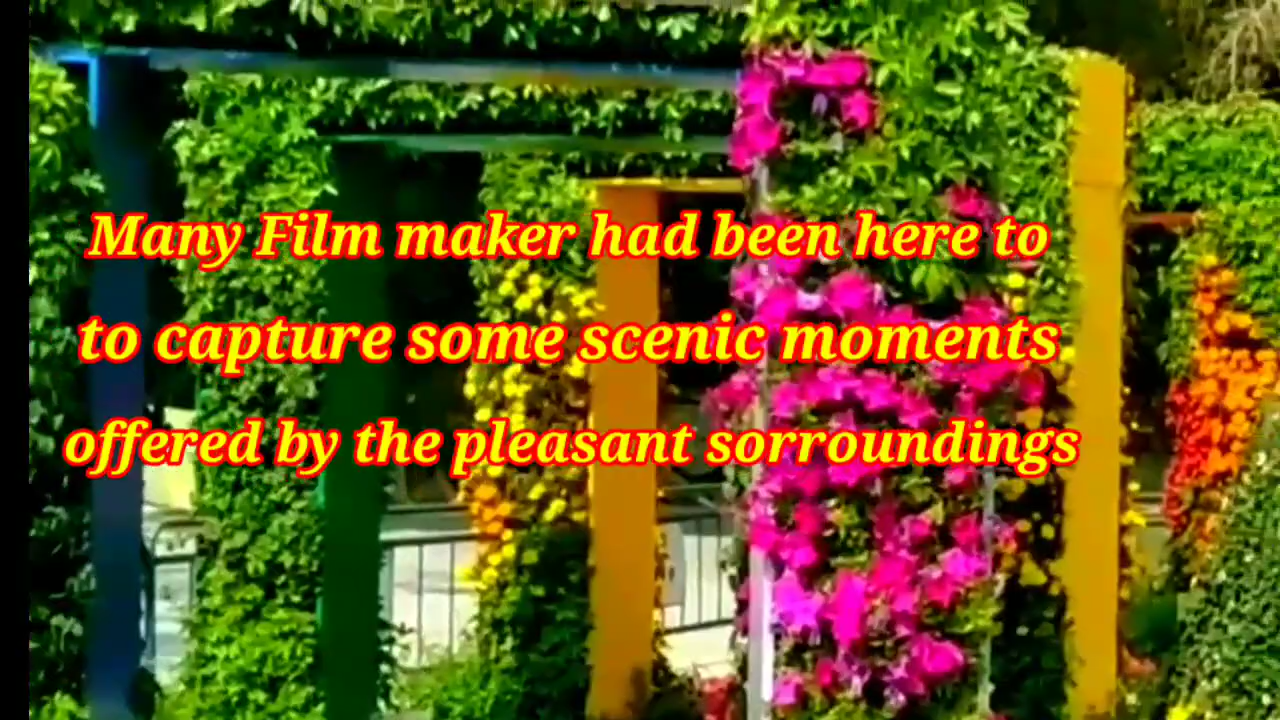 Many Film maker had been here to
to capture some scenic moments
offered by the pleasant sorroundings